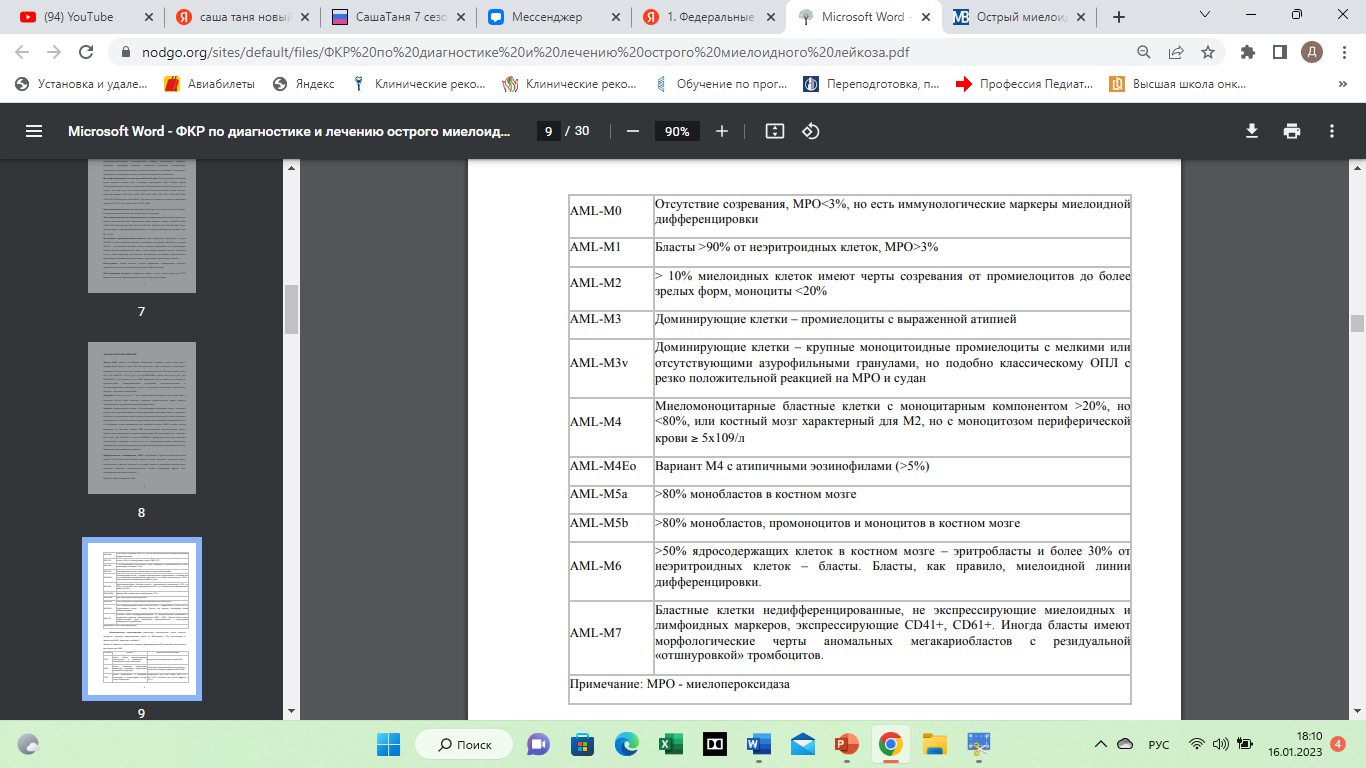 (94) YouTube
саша таня новый
СашаТаня 7 сезо
Мессенджер
1. Федеральные
Microsoft Word -
Острый миелоид
nodgo.org/sites/default/files/ФКР%20по%20диагностике%20и%20лечению%20острого%20миелоидного%20лейкоза.pdf
Д
Установка и удале...
Авиабилеты
Яндекс
Клинические реко...
Клинические реко...
Обучение по прог...
Переподготовка, п...
Профессия Педиат...
Высшая школа онк...
»
Microsoft Word - ФКР по диагностике и лечению острого миелоид...
9 / 30
90%
7
8
9
AML-M0
Отсутствие созревания, MPO<3%, но есть иммунологические маркеры миелоидной
дифференцировки
AML-M1
Бласты >90% от неэритроидных клеток, MPO>3%
AML-M2
> 10% миелоидных клеток имеют черты созревания от промиелоцитов до более
зрелых форм, моноциты <20%
AML-M3
Доминирующие клетки – промиелоциты с выраженной атипией
AML-M3v
Доминирующие клетки – крупные моноцитоидные промиелоциты с мелкими или
отсутствующими азурофильными гранулами, но подобно классическому ОПЛ с
резко положительной реакцией на МРО и судан
AML-M4
Миеломоноцитарные бластные клетки с моноцитарным компонентом >20%, но
<80%, или костный мозг характерный для М2, но с моноцитозом периферической
крови ≥ 5x109/л
AML-M4Eo
Вариант М4 с атипичными эозинофилами (>5%)
AML-M5a
>80% монобластов в костном мозге
AML-M5b
>80% монобластов, промоноцитов и моноцитов в костном мозге
AML-M6
>50% ядросодержащих клеток в костном мозге – эритробласты и более 30% от
неэритроидных клеток – бласты. Бласты, как правило, миелоидной линии
дифференцировки.
AML-M7
Бластные клетки недифференцированные, не экспрессирующие миелоидных и
лимфоидных маркеров, экспрессирующие CD41+, CD61+. Иногда бласты имеют
морфологические черты аномальных мегакариобластов с резидуальной
«отшнуровкой» тромбоцитов.
Примечание: МРО - миелопероксидаза
Поиск
РУС
18:10
16.01.2023
4